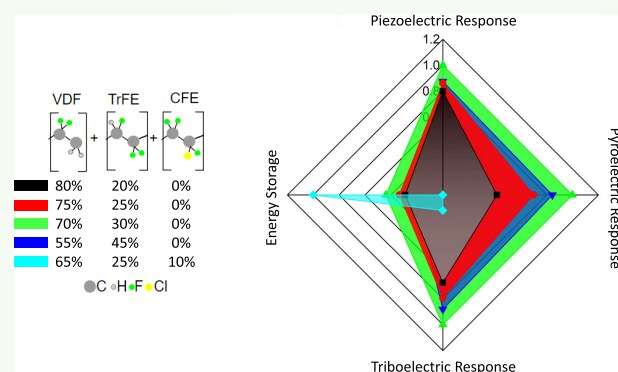 Piezoelectric Response
1.2
1.0
0.8
VDF TrFE CFE
+ +
80% 20% 0%
75% 25% 0%
70% 30% 0%
55% 45% 0%
65% 25% 10%
C H F Cl
Energy Storage
Pyroelectric Response
Triboelectric Response